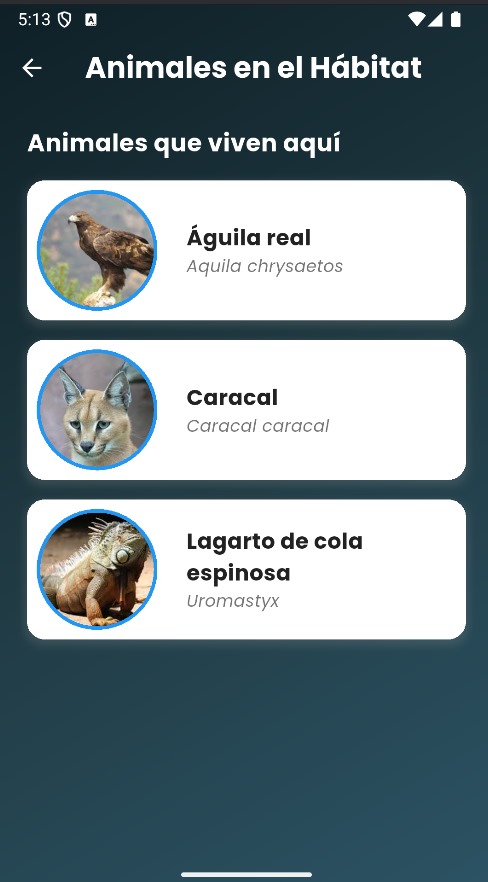 5:13
Animales en el Hábitat
Animales que viven aquí
Águila real
Aquila chrysaetos
Caracal
Caracal caracal
Lagarto de cola
espinosa
Uromastyx